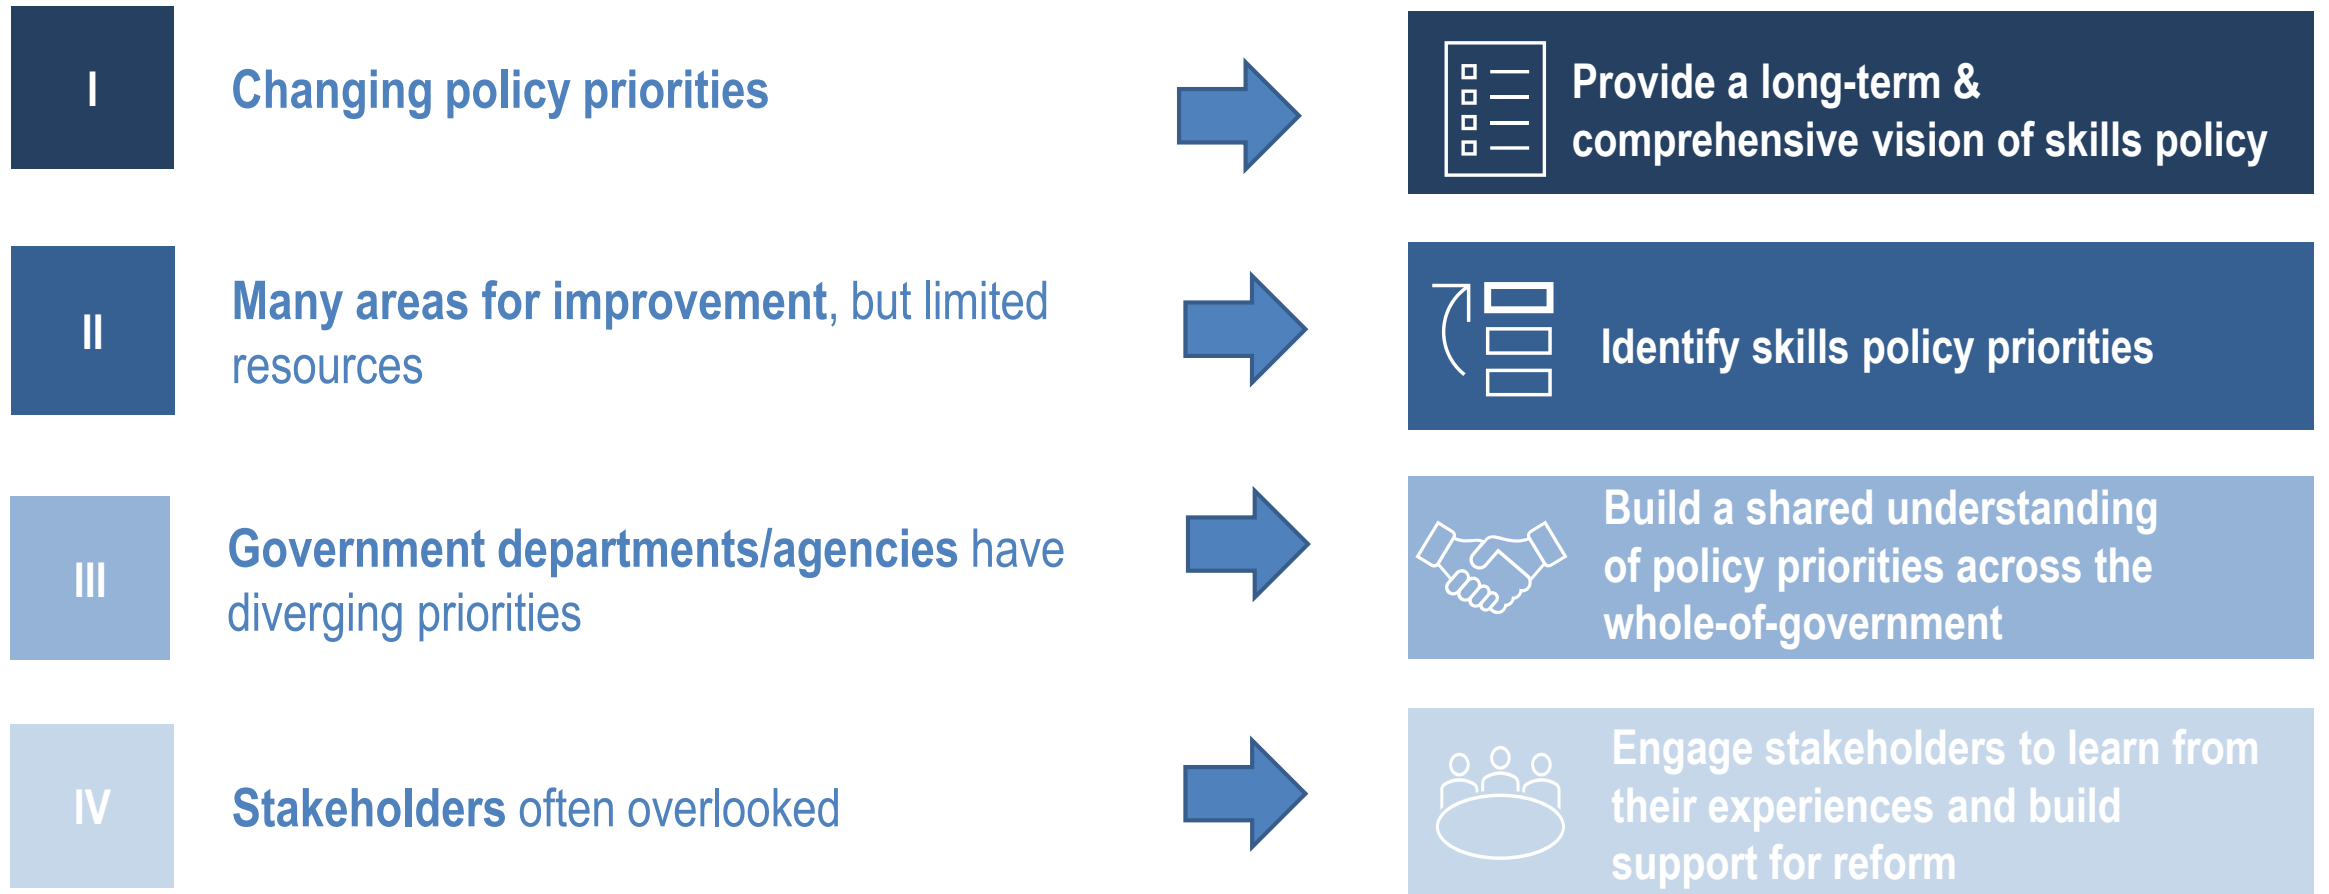 I
Changing policy priorities
Provide a long-term &
comprehensive vision of skills policy
II
Many areas for improvement, but limited
resources
Identify skills policy priorities
III
Government departments/agencies have
diverging priorities
Build a shared understanding
of policy priorities across the
whole-of-government
IV
Stakeholders often overlooked
Engage stakeholders to learn from
their experiences and build
support for reform